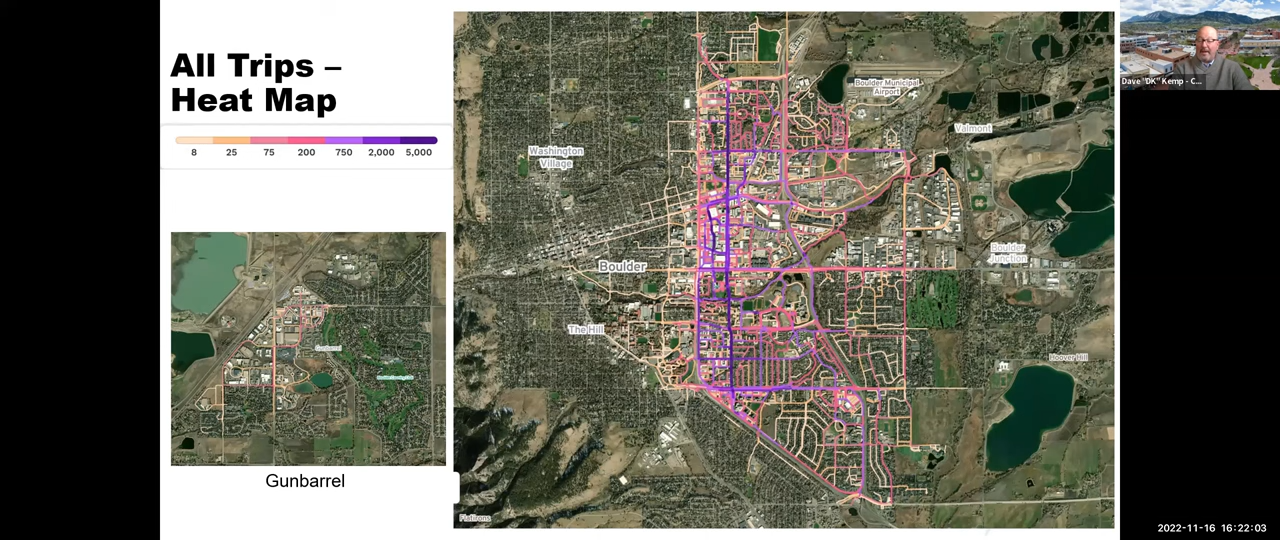 All Trips –
Heat Map
8 25 75 200 750 2,000 5,000
Gunbarrel
Gunbarrel
Boulder Municipal
Airport
Valmont
Washington
Village
Boulder
Boulder
Junction
The Hill
Hoover Hill
Flatirons
Dave "DK" Kemp - C...
2022-11-16 16:22:03